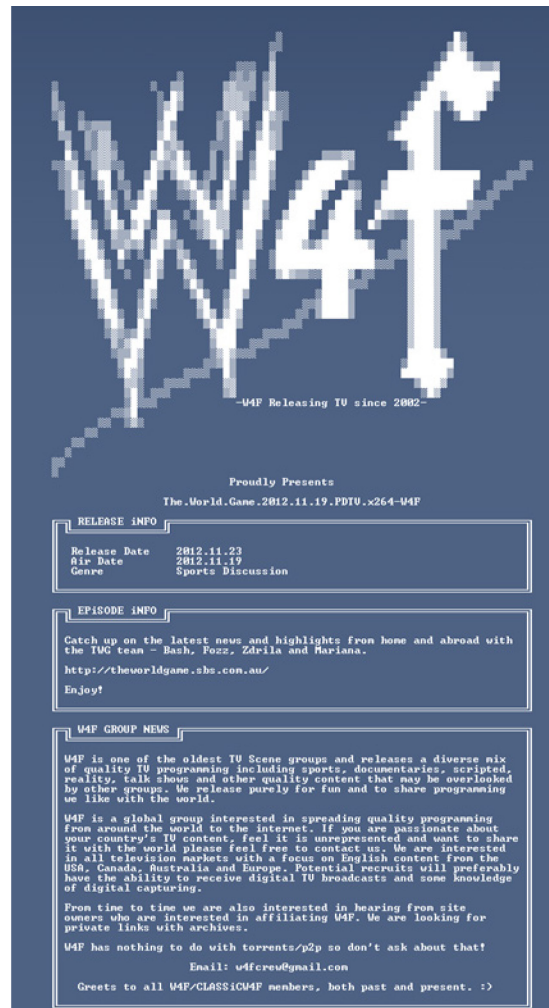 W4f
-W4F Releasing TV since 2002-
Proudly Presents
The.World.Game.2012.11.19.PDTV.x264-W4F
RELEASE iNFO
Release Date 2012.11.23
Air Date 2012.11.19
Genre Sports Discussion
EPiSODE iNFO
Catch up on the latest news and highlights from home and abroad with
the TWG team - Bash, Fozz, Zdrila and Mariana.
http://theworldgame.sbs.com.au/
Enjoy!
W4F GROUP NEWS
W4F is one of the oldest TV Scene groups and releases a diverse mix
of quality TV programming including sports, documentaries, scripted,
reality, talk shows and other quality content that may be overlooked
by other groups. We release purely for fun and to share programming
we like with the world.
W4F is a global group interested in spreading quality programming
from around the world to the internet. If you are passionate about
your country's TV content, feel it is unrepresented and want to share
it with the world please feel free to contact us. We are interested
in all television markets with a focus on English content from the
USA, Canada, Australia and Europe. Potential recruits will preferably
have the ability to receive digital TV broadcasts and some knowledge
of digital capturing.
From time to time we are also interested in hearing from site
owners who are interested in affiliating W4F. We are looking for
private links with archives.
W4F has nothing to do with torrents/p2p so don't ask about that!
Email: w4fcrew@gmail.com
Greets to all W4F/CLASSiCW4F members, both past and present. :)